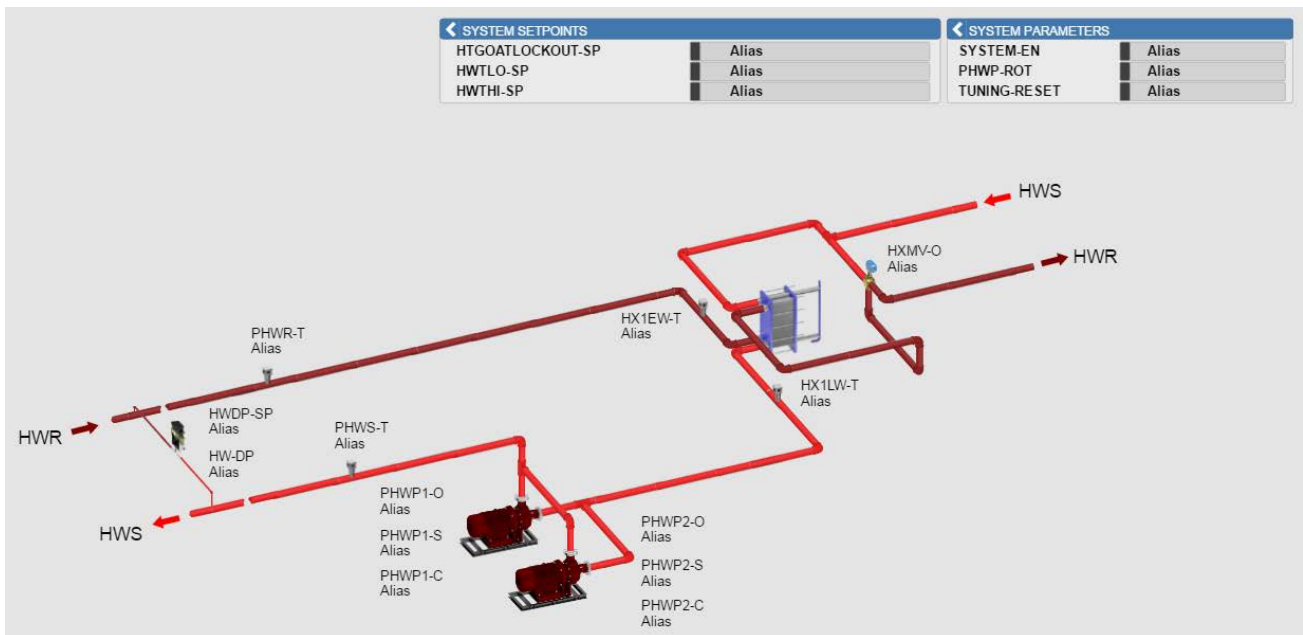 SYSTEM SETPOINTS
HTGOATLOCKOUT-SP Alias
HWTLO-SP Alias
HWTHI-SP Alias
SYSTEM PARAMETERS
SYSTEM-EN Alias
PHWP-ROT Alias
TUNING-RESET Alias
HWS
HWR
HXMV-O
Alias
HX1EW-T
Alias
PHWR-T
Alias
HX1LW-T
Alias
HWR
HWDP-SP
Alias
HW-DP
Alias
PHWS-T
Alias
HWS
PHWP1-O
Alias
PHWP1-S
Alias
PHWP1-C
Alias
PHWP2-O
Alias
PHWP2-S
Alias
PHWP2-C
Alias